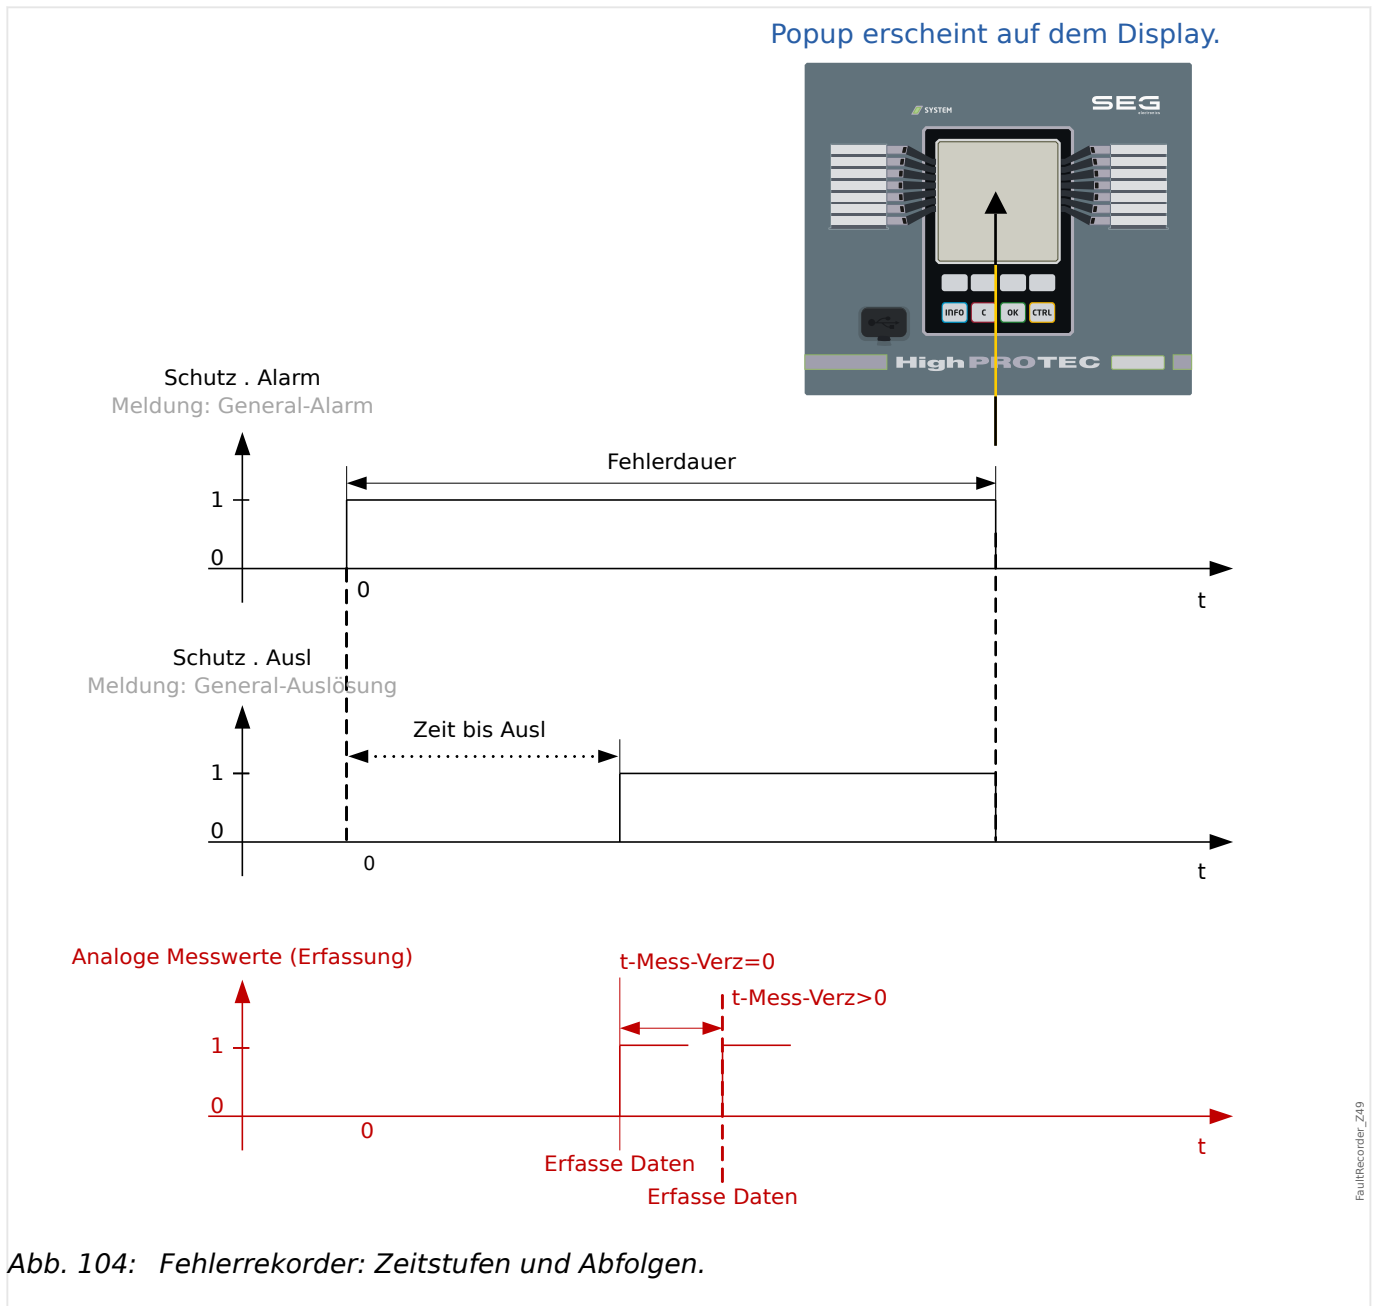 Popup erscheint auf dem Display.
SYSTEM
SEG
electronics
INFO
C
OK
CTRL
HighPROTEC
Schutz . Alarm
Meldung: General-Alarm
Fehlerdauer
1
0
0
t
Schutz . Ausl
Meldung: General-Auslösung
Zeit bis Ausl
1
0
0
t
Analoge Messwerte (Erfassung)
t-Mess-Verz=0
t-Mess-Verz>0
1
0
0
t
Erfasse Daten
Erfasse Daten
FaultRecorder_Z49
Abb. 104: Fehlerrekorder: Zeitstufen und Abfolgen.